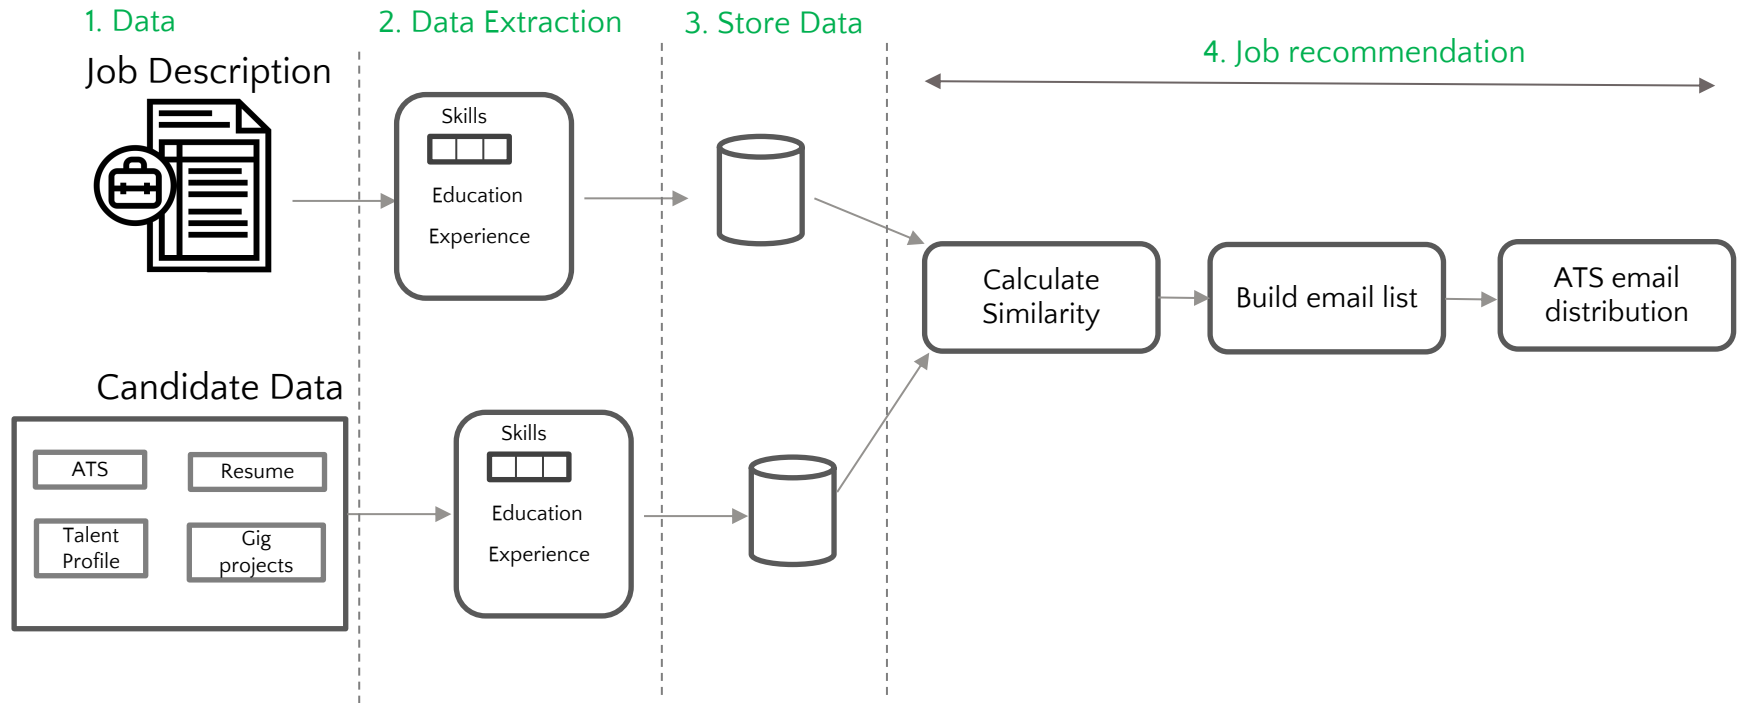 1. Data
2. Data Extraction
3. Store Data
4. Job recommendation
Job Description
Skills
Education
Experience
Calculate
Similarity
Build email list
ATS email
distribution
Candidate Data
ATS
Resume
Talent
Profile
Gig
projects
Skills
Education
Experience